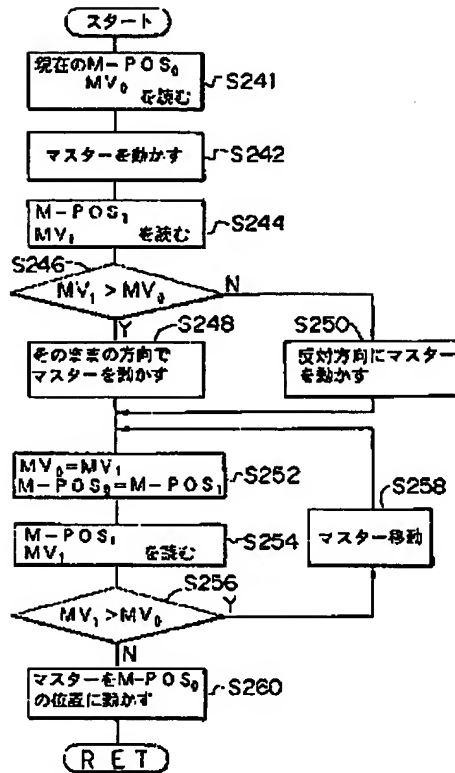 スタート
現在のM-POS₀
MV₀
を読む
S241
マスターを動かす
S242
M-POS₁
MV₁ を読む
S244
S246
MV₁>MV₀
N
Y
S248
そのままの方向で
マスターを動かす
S250
反対方向にマスター
を動かす
MV₀=MV₁
M-POS₀=M-POS₁
S252
S258
マスター移動
M-POS₁
MV₁ を読む
S254
S256
MV₁>MV₀
Y
N
マスターをM-POS₀
の位置に動かす
S260
RET